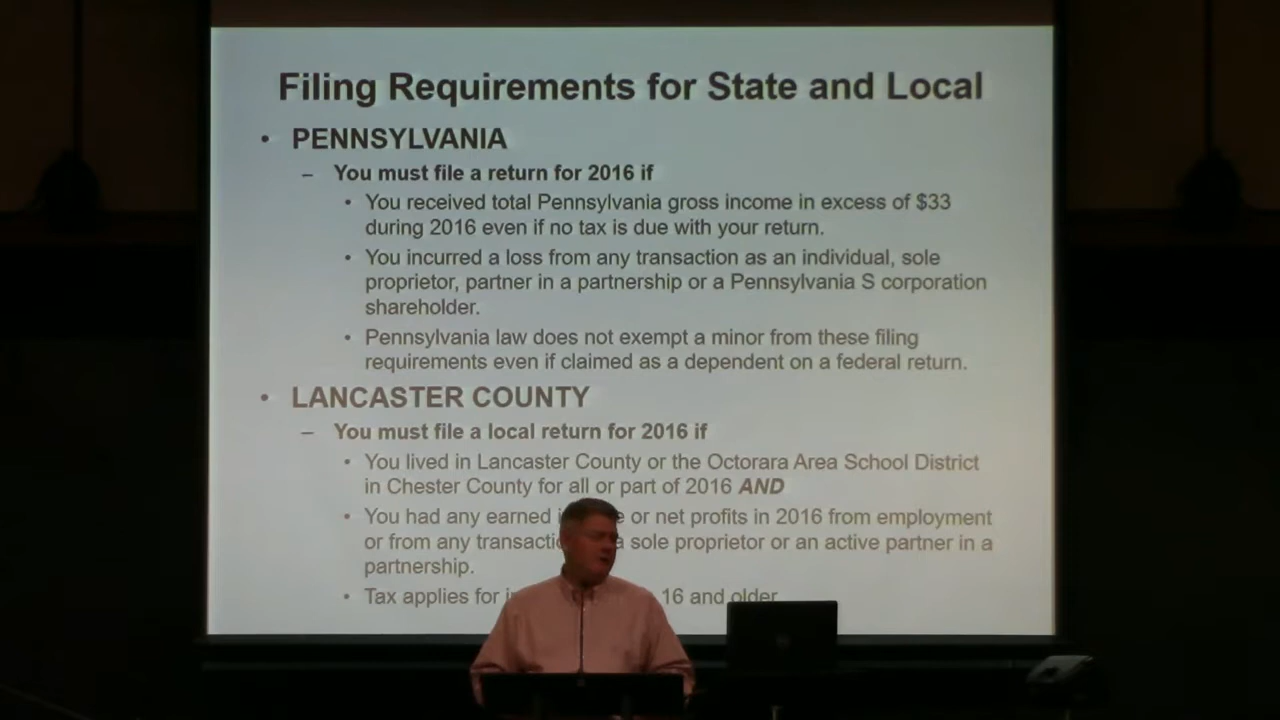 Filing Requirements for State and Local
• PENNSYLVANIA
– You must file a return for 2016 if
• You received total Pennsylvania gross income in excess of $33
during 2016 even if no tax is due with your return.
• You incurred a loss from any transaction as an individual, sole
proprietor, partner in a partnership or a Pennsylvania S corporation
shareholder.
• Pennsylvania law does not exempt a minor from these filing
requirements even if claimed as a dependent on a federal return.
• LANCASTER COUNTY
– You must file a local return for 2016 if
• You lived in Lancaster County or the Octorara Area School District
in Chester County for all or part of 2016 AND
• You had any earned or net profits in 2016 from employment
or from any sole proprietor or an active partner in a
partnership.
• Tax applies for 16 and older